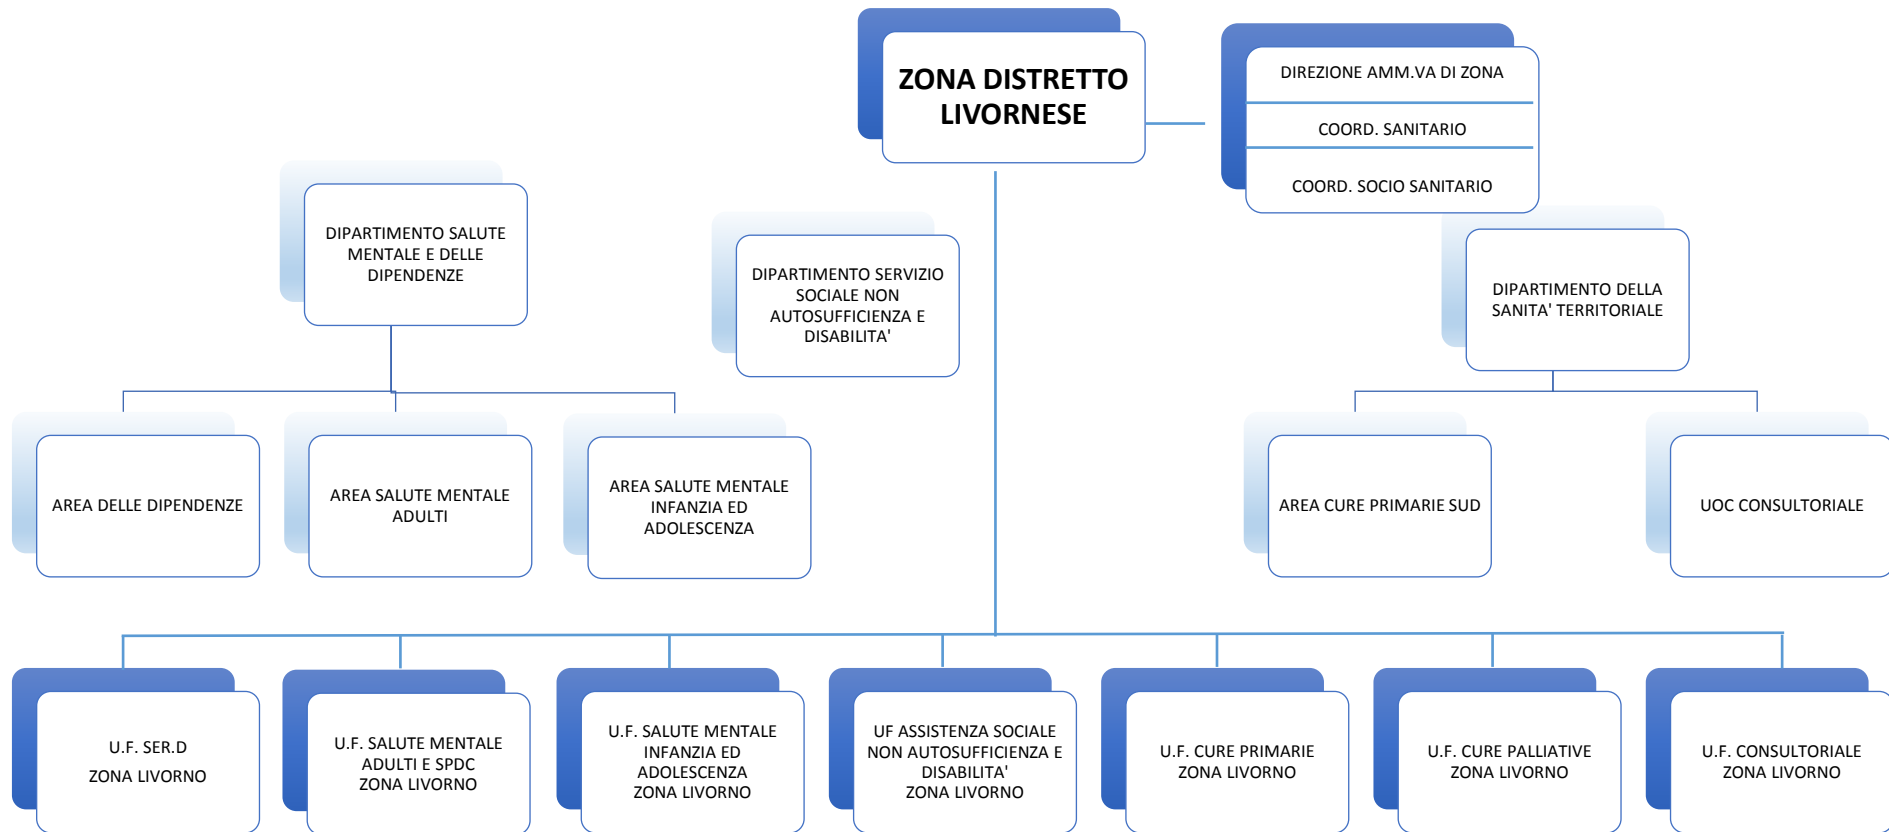 ZONA DISTRETTO
LIVORNESE
DIREZIONE AMM.VA DI ZONA
COORD. SANITARIO
COORD. SOCIO SANITARIO
DIPARTIMENTO SALUTE
MENTALE E DELLE
DIPENDENZE
DIPARTIMENTO SERVIZIO
SOCIALE NON
AUTOSUFFICIENZA E
DISABILITA'
DIPARTIMENTO DELLA
SANITA' TERRITORIALE
AREA DELLE DIPENDENZE
AREA SALUTE MENTALE
ADULTI
AREA SALUTE MENTALE
INFANZIA ED
ADOLESCENZA
AREA CURE PRIMARIE SUD
UOC CONSULTORIALE
U.F. SER.D
ZONA LIVORNO
U.F. SALUTE MENTALE
ADULTI E SPDC
ZONA LIVORNO
U.F. SALUTE MENTALE
INFANZIA ED
ADOLESCENZA
ZONA LIVORNO
UF ASSISTENZA SOCIALE
NON AUTOSUFFICIENZA E
DISABILITA'
ZONA LIVORNO
U.F. CURE PRIMARIE
ZONA LIVORNO
U.F. CURE PALLIATIVE
ZONA LIVORNO
U.F. CONSULTORIALE
ZONA LIVORNO